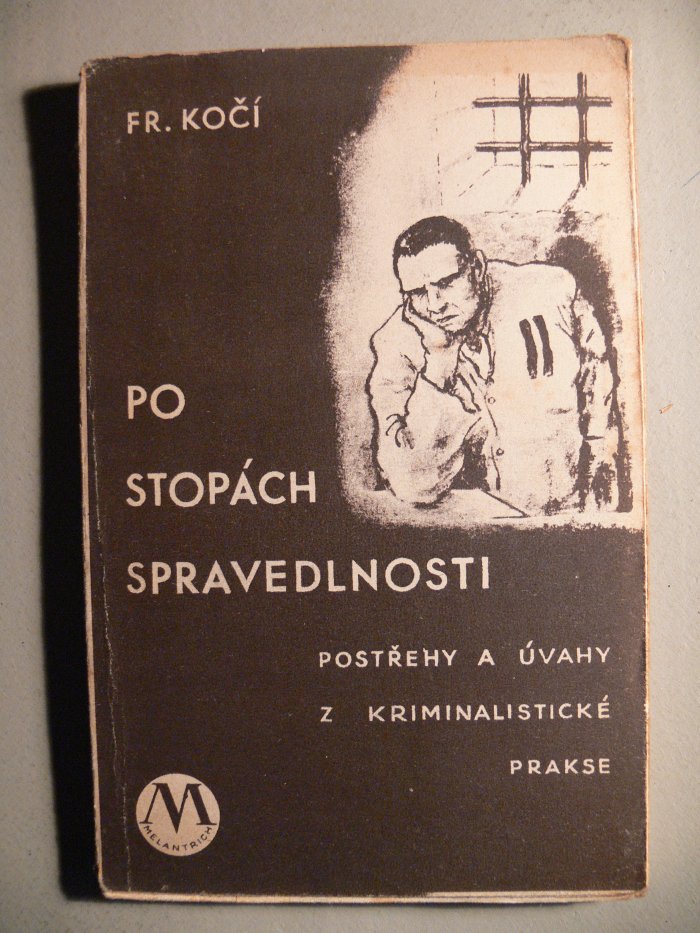 FR. KOČÍ
PO
STOPÁCH
SPRAVEDLNOSTI
POSTŘEHY A ÚVAHY
Z KRIMINALISTICKÉ
PRAKSE
M
MELANTRICH